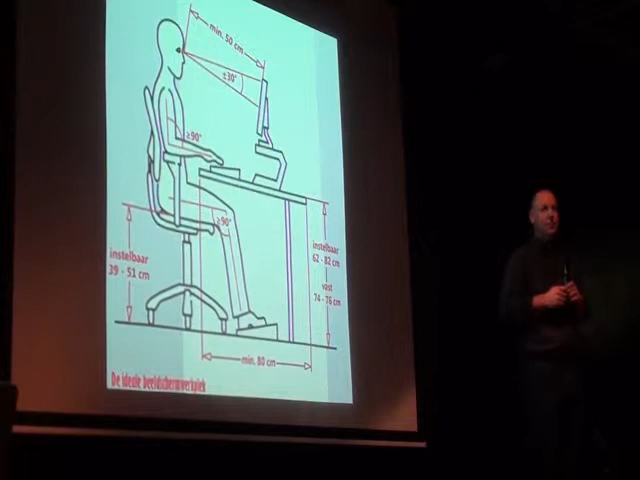 min. 50 cm
±30°
≥90°
≥90°
instelbaar
39 - 51 cm
instelbaar
62 - 82 cm
vast
74 - 76 cm
min. 80 cm
De ideale beeldschermwerkplek